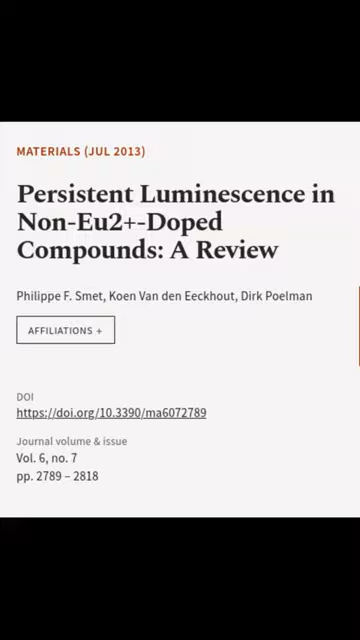 MATERIALS (JUL 2013)
Persistent Luminescence in
Non-Eu2+-Doped
Compounds: A Review
Philippe F. Smet, Koen Van den Eeckhout, Dirk Poelman
AFFILIATIONS +
DOI
https://doi.org/10.3390/ma6072789
Journal volume & issue
Vol. 6, no. 7
pp. 2789 – 2818